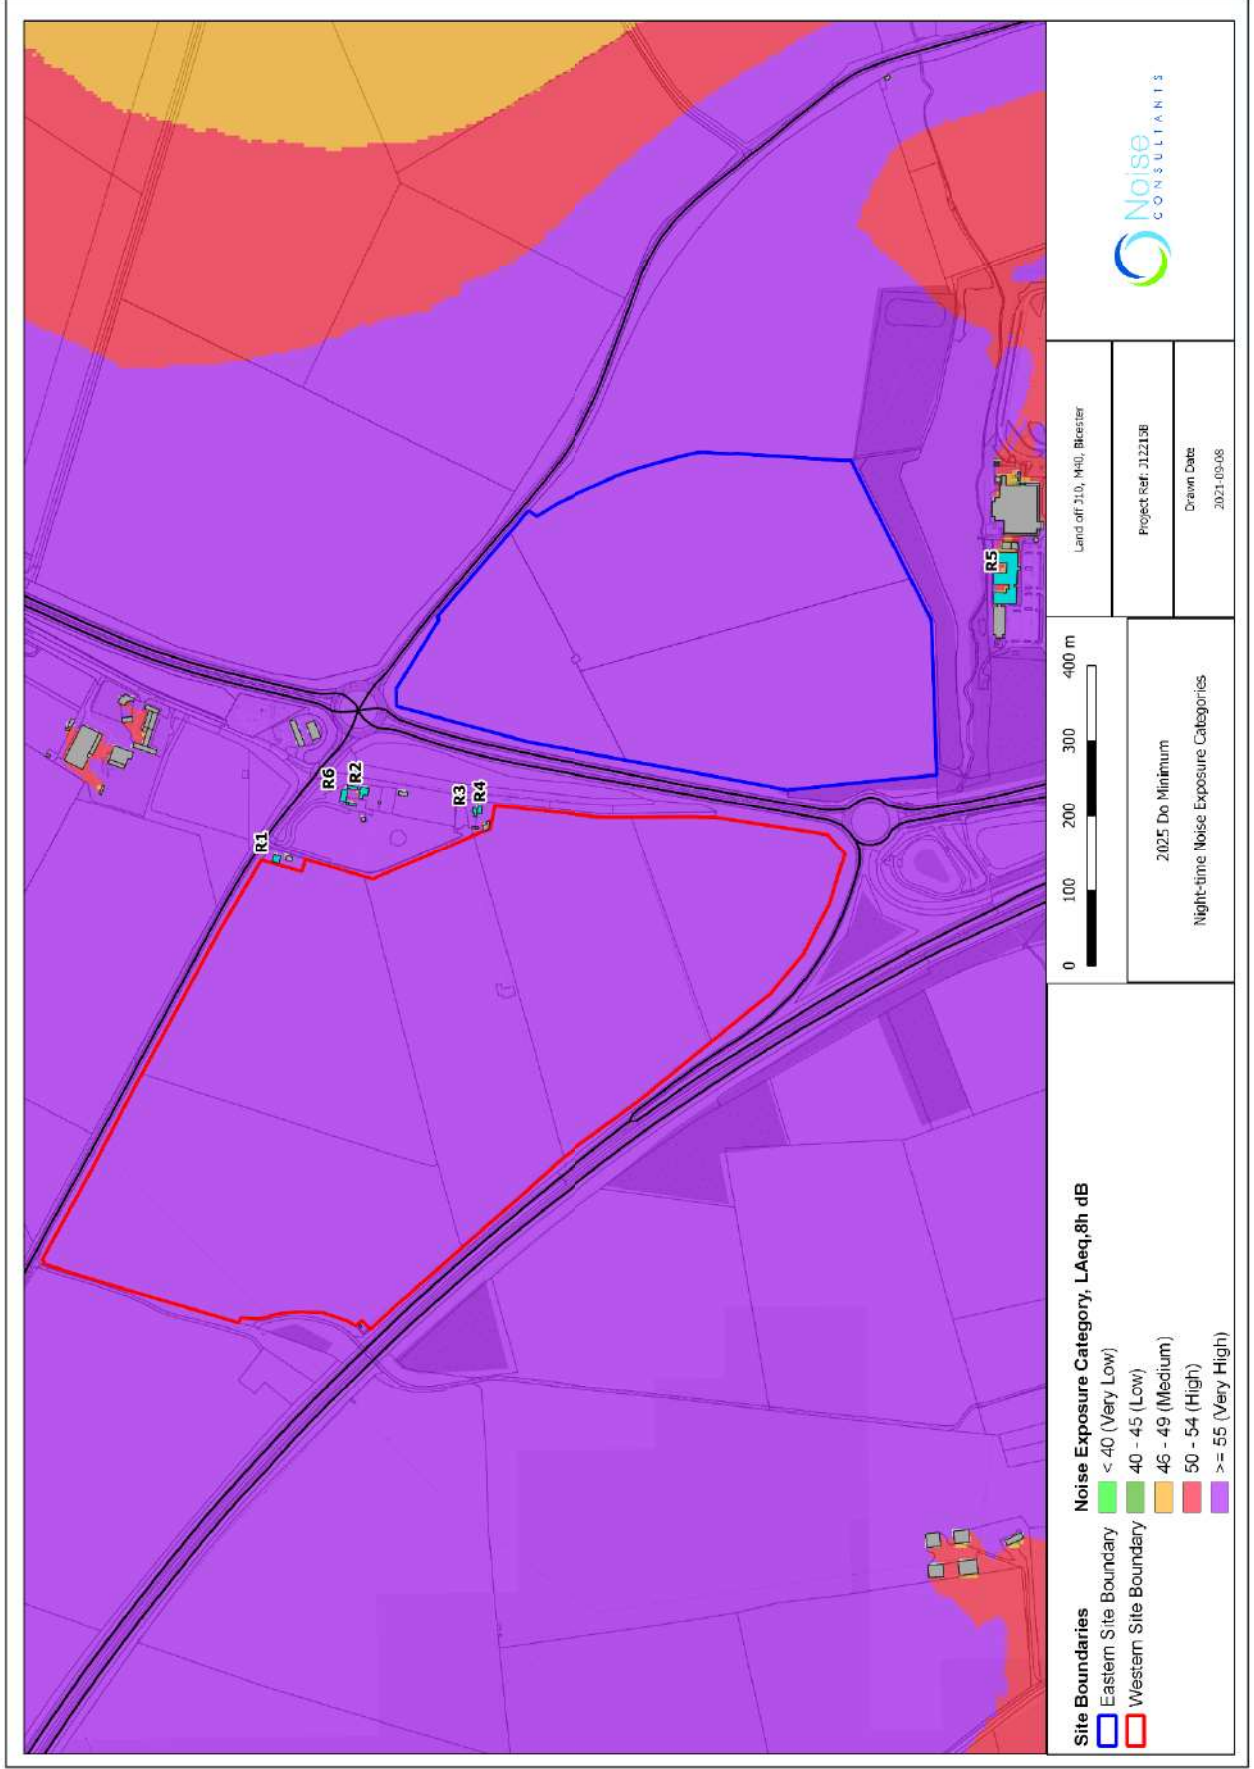 R1
R6
R2
R3
R4
R5
Site Boundaries
Eastern Site Boundary
Western Site Boundary
Noise Exposure Category, LAeq,8h dB
< 40 (Very Low)
40 - 45 (Low)
46 - 49 (Medium)
50 - 54 (High)
>= 55 (Very High)
0 100 200 300 400 m
2025 Do Minimum
Night-time Noise Exposure Categories
Land off J10, M40, Bicester
Project Ref: J12215B
Drawn Date
2021-09-08
Noise
CONSULTANTS